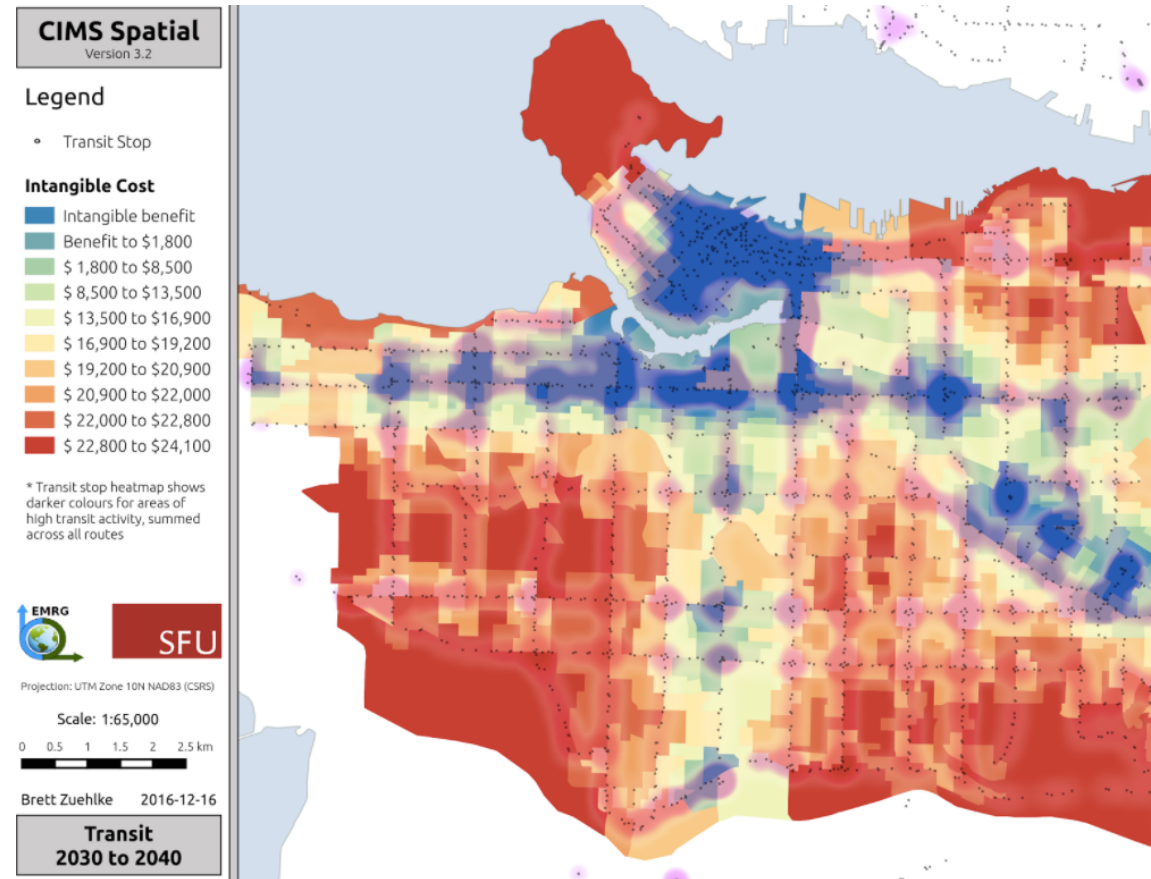 CIMS Spatial
Version 3.2
Legend
Transit Stop
Intangible Cost
Intangible benefit
Benefit to $1,800
$ 1,800 to $8,500
$ 8,500 to $13,500
$ 13,500 to $16,900
$ 16,900 to $19,200
$ 19,200 to $20,900
$ 20,900 to $22,000
$ 22,000 to $22,800
$ 22,800 to $24,100
* Transit stop heatmap shows
darker colours for areas of
high transit activity, summed
across all routes
EMRG
SFU
Projection: UTM Zone 10N NAD83 (CSRS)
Scale: 1:65,000
0 0.5 1 1.5 2 2.5 km
Brett Zuehlke 2016-12-16
Transit
2030 to 2040